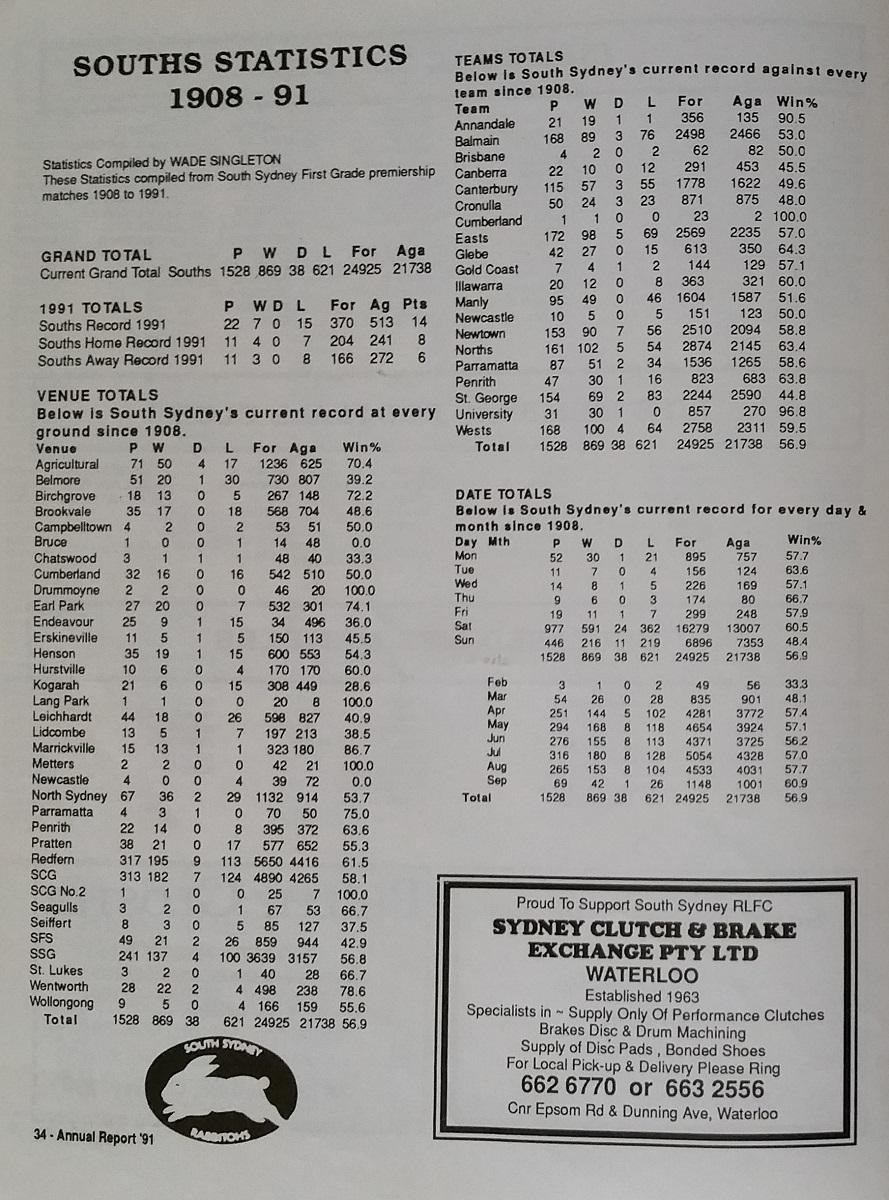 SOUTHS STATISTICS
1908 - 91
Statistics Compiled by WADE SINGLETON
These Statistics compiled from South Sydney First Grade premiership
matches 1908 to 1991.
GRAND TOTAL P W D L For Aga
Current Grand Total Souths 1528 869 38 621 24925 21738
1991 TOTALS P W D L For Ag Pts
Souths Record 1991 22 7 0 15 370 513 14
Souths Home Record 1991 11 4 0 7 204 241 8
Souths Away Record 1991 11 3 0 8 166 272 6
VENUE TOTALS
Below is South Sydney's current record at every
ground since 1908.
Venue P W D L For Aga Win%
Agricultural 71 50 4 17 1236 625 70.4
Belmore 51 20 1 30 730 807 39.2
Birchgrove 18 13 0 5 267 148 72.2
Brookvale 35 17 0 18 568 704 48.6
Campbelltown 4 2 0 2 53 51 50.0
Bruce 1 0 0 1 14 48 0.0
Chatswood 3 1 1 1 48 40 33.3
Cumberland 32 16 0 16 542 510 50.0
Drummoyne 2 2 0 0 46 20 100.0
Earl Park 27 20 0 7 532 301 74.1
Endeavour 25 9 1 15 34 496 36.0
Erskineville 11 5 1 5 150 113 45.5
Henson 35 19 1 15 600 553 54.3
Hurstville 10 6 0 4 170 170 60.0
Kogarah 21 6 0 15 308 449 28.6
Lang Park 1 1 0 0 20 8 100.0
Leichhardt 44 18 0 26 598 827 40.9
Lidcombe 13 5 1 7 197 213 38.5
Marrickville 15 13 1 1 323 180 86.7
Metters 2 2 0 0 42 21 100.0
Newcastle 4 0 0 4 39 72 0.0
North Sydney 67 36 2 29 1132 914 53.7
Parramatta 4 3 1 0 70 50 75.0
Penrith 22 14 0 8 395 372 63.6
Pratten 38 21 0 17 577 652 55.3
Redfern 317 195 9 113 5650 4416 61.5
SCG 313 182 7 124 4890 4265 58.1
SCG No.2 1 1 0 0 25 7 100.0
Seagulls 3 2 0 1 67 53 66.7
Seiffert 8 3 0 5 85 127 37.5
SFS 49 21 2 26 859 944 42.9
SSG 241 137 4 100 3639 3157 56.8
St. Lukes 3 2 0 1 40 28 66.7
Wentworth 28 22 2 4 498 238 78.6
Wollongong 9 5 0 4 166 159 55.6
Total 1528 869 38 621 24925 21738 56.9
SOUTH SYDNEY
RABBITOHS
34 - Annual Report '91
TEAMS TOTALS
Below is South Sydney's current record against every
team since 1908.
Team P W D L For Aga Win%
Annandale 21 19 1 1 356 135 90.5
Balmain 168 89 3 76 2498 2466 53.0
Brisbane 4 2 0 2 62 82 50.0
Canberra 22 10 0 12 291 453 45.5
Canterbury 115 57 3 55 1778 1622 49.6
Cronulla 50 24 3 23 871 875 48.0
Cumberland 1 1 0 0 23 2 100.0
Easts 172 98 5 69 2569 2235 57.0
Glebe 42 27 0 15 613 350 64.3
Gold Coast 7 4 1 2 144 129 57.1
Illawarra 20 12 0 8 363 321 60.0
Manly 95 49 0 46 1604 1587 51.6
Newcastle 10 5 0 5 151 123 50.0
Newtown 153 90 7 56 2510 2094 58.8
Norths 161 102 5 54 2874 2145 63.4
Parramatta 87 51 2 34 1536 1265 58.6
Penrith 47 30 1 16 823 683 63.8
St. George 154 69 2 83 2244 2590 44.8
University 31 30 1 0 857 270 96.8
Wests 168 100 4 64 2758 2311 59.5
Total 1528 869 38 621 24925 21738 56.9
DATE TOTALS
Below is South Sydney's current record for every day &
month since 1908.
Day Mth P W D L For Aga Win%
Mon 52 30 1 21 895 757 57.7
Tue 11 7 0 4 156 124 63.6
Wed 14 8 1 5 226 169 57.1
Thu 9 6 0 3 174 80 66.7
Fri 19 11 1 7 299 248 57.9
Sat 977 591 24 362 16279 13007 60.5
Sun 446 216 11 219 6896 7353 48.4
1528 869 38 621 24925 21738 56.9
Feb 3 1 0 2 49 56 33.3
Mar 54 26 0 28 835 901 48.1
Apr 251 144 5 102 4281 3772 57.4
May 294 168 8 118 4654 3924 57.1
Jun 276 155 8 113 4371 3725 56.2
Jul 316 180 8 128 5054 4328 57.0
Aug 265 153 8 104 4533 4031 57.7
Sep 69 42 1 26 1148 1001 60.9
Total 1528 869 38 621 24925 21738 56.9
Proud To Support South Sydney RLFC
SYDNEY CLUTCH & BRAKE
EXCHANGE PTY LTD
WATERLOO
Established 1963
Specialists in ~ Supply Only Of Performance Clutches
Brakes Disc & Drum Machining
Supply of Disc Pads , Bonded Shoes
For Local Pick-up & Delivery Please Ring
662 6770 or 663 2556
Cnr Epsom Rd & Dunning Ave, Waterloo